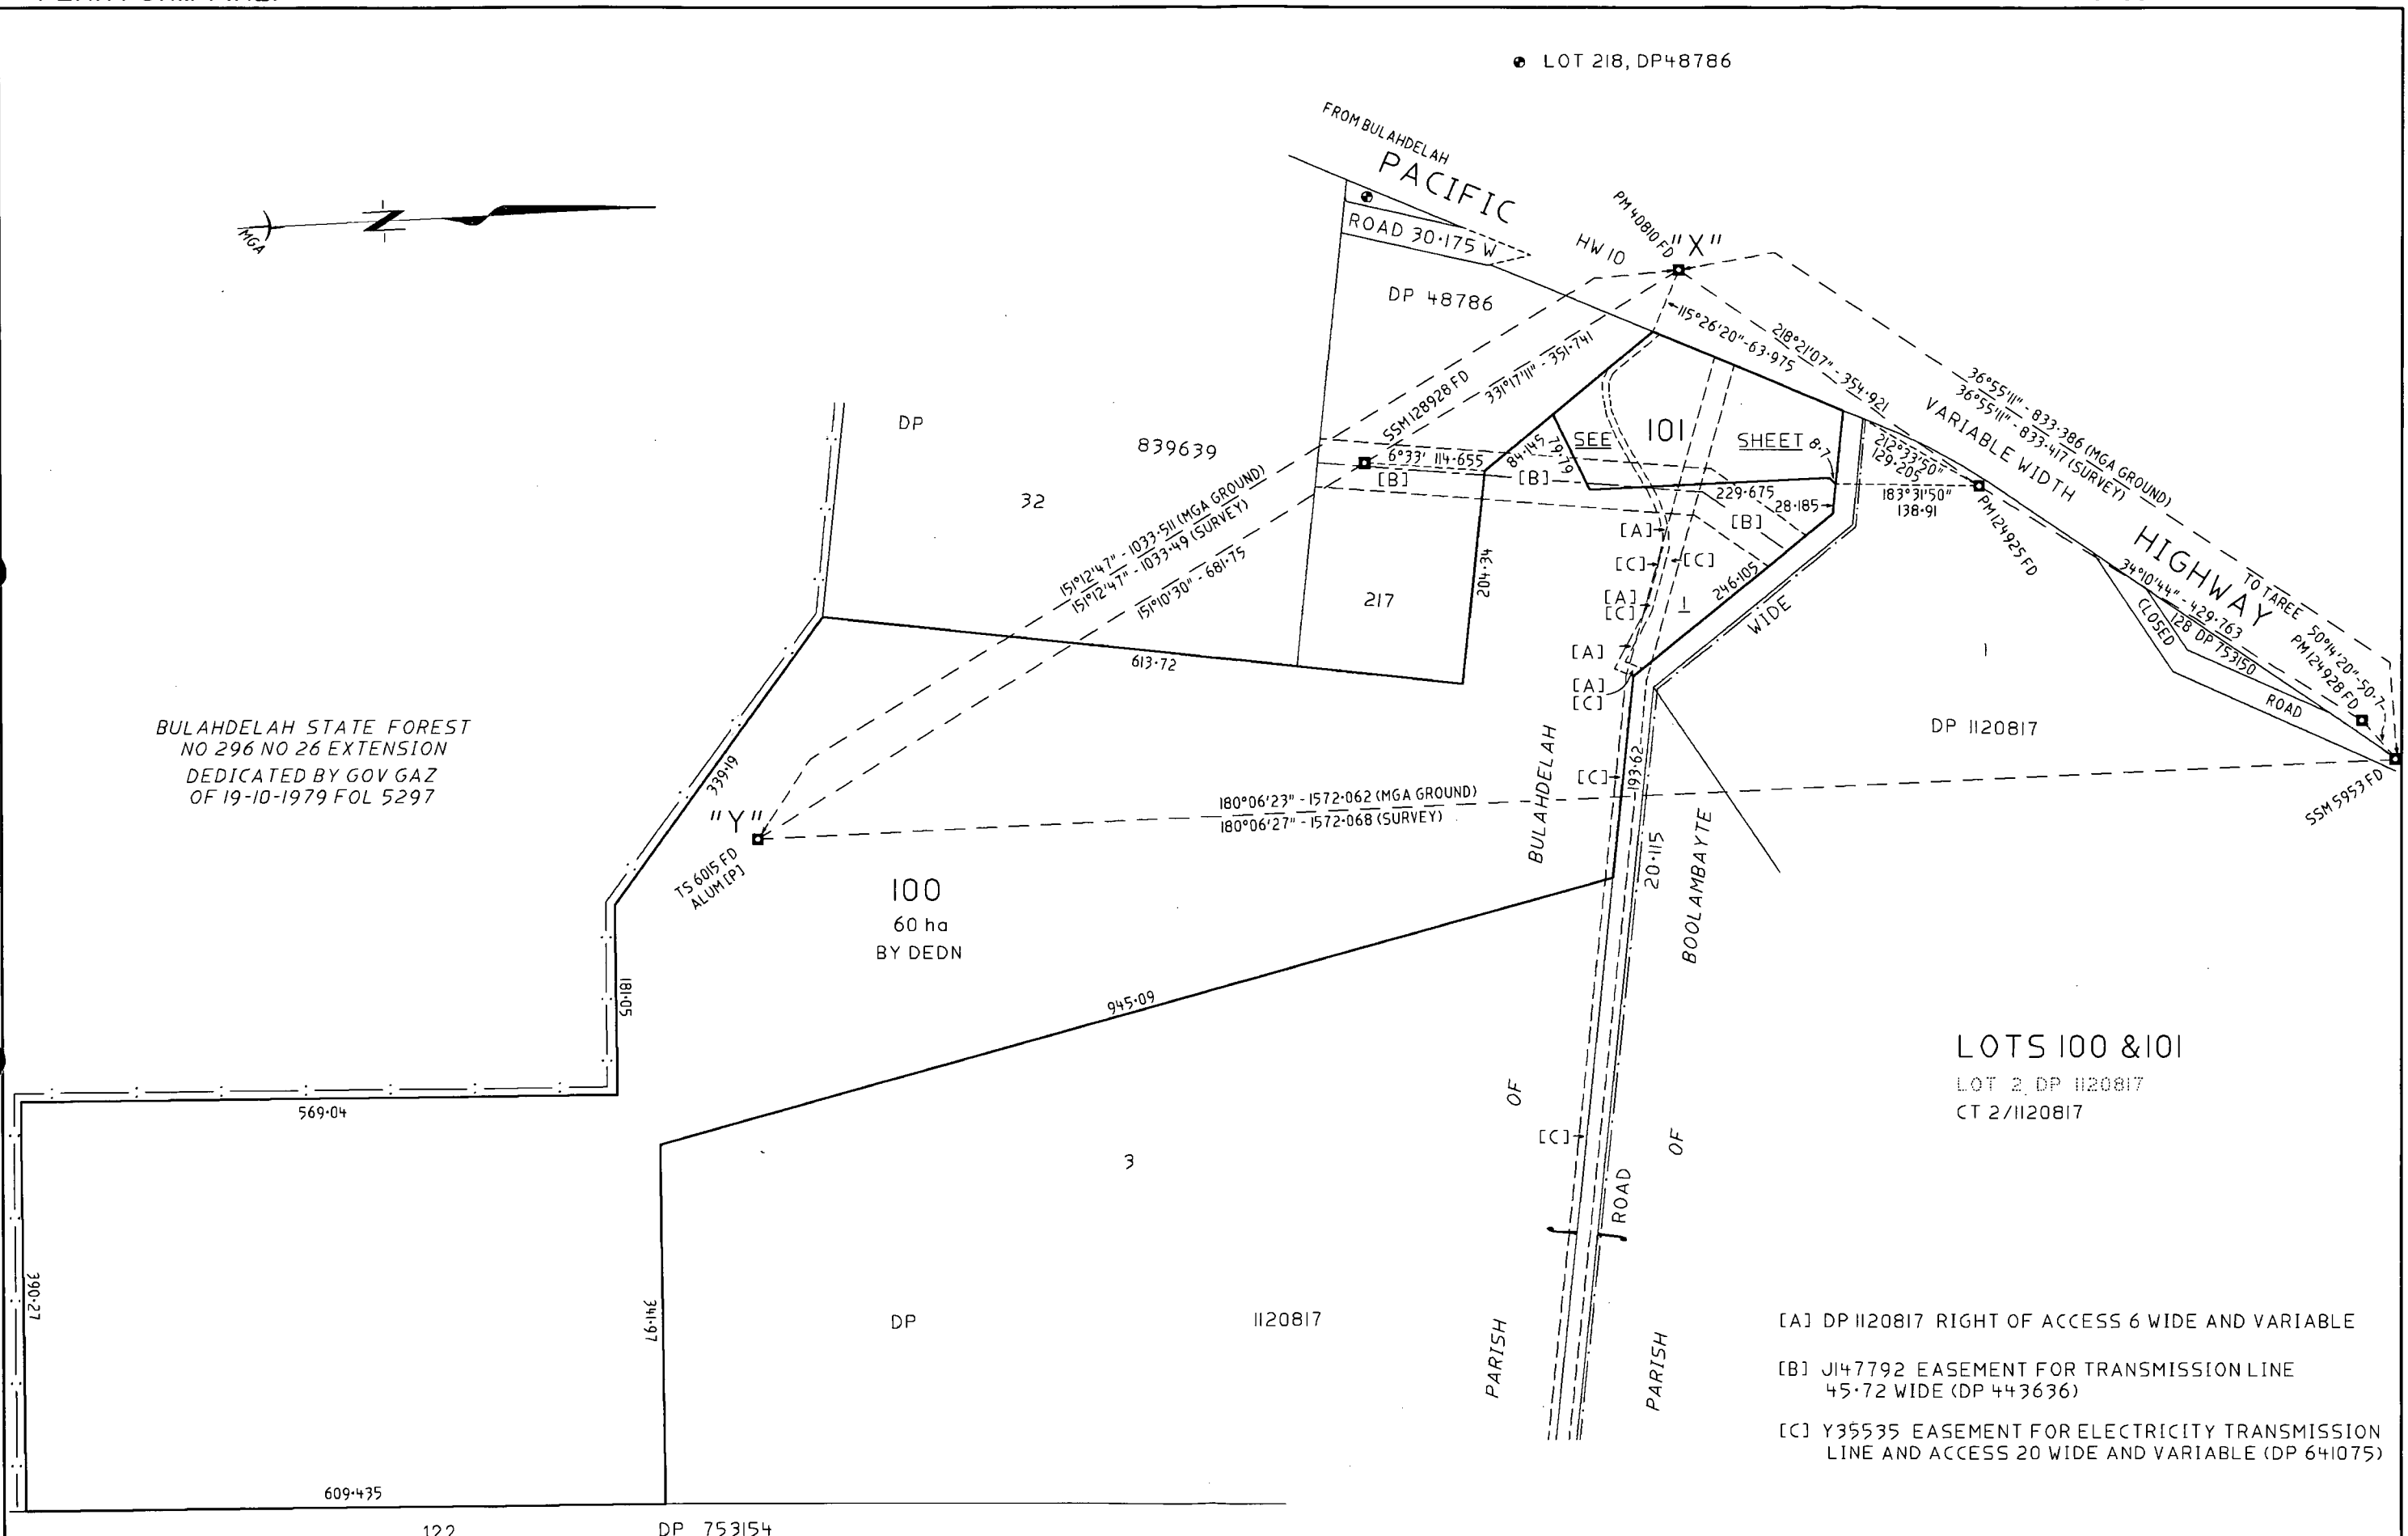 LOT 218, DP48786
FROM BULAHDELAH
PACIFIC
HW 10
PM 40810 FD
"X"
ROAD 30·175 W
DP 48786
MGA
N
115°26'20"-63·975
218°21'07" - 354·921
36°55'11" - 833·386 (MGA GROUND)
36°55'11" - 833·417 (SURVEY)
VARIABLE WIDTH
HIGHWAY
TO TAREE
SSM128928 FD
331°17'11" - 351·741
DP
839639
32
6°33' 114·655
84·145
79·79
SEE
101
SHEET
8·7
212°33'50"
129·205
183°31'50"
138·91
PM124925 FD
[B]
[B]
229·675
28·185
[B]
[A]
[C]
[C]
[A]
[C]
1
246·105
WIDE
151°12'47" - 1033·511 (MGA GROUND)
151°12'47" - 1033·49 (SURVEY)
151°10'30" - 681·75
217
204·34
34°10'44" - 429·763
128 DP 753150
CLOSED
ROAD
50°14'20"-50·7
PM124928 FD
SSM 5953 FD
[A]
[A]
[C]
613·72
1
DP 1120817
BULAHDELAH STATE FOREST
NO 296 NO 26 EXTENSION
DEDICATED BY GOV GAZ
OF 19-10-1979 FOL 5297
339·19
[C]
193·62
180°06'23" - 1572·062 (MGA GROUND)
180°06'27" - 1572·068 (SURVEY)
"Y"
TS 6015 FD
ALUM [P]
100
60 ha
BY DEDN
BULAHDELAH
20·115
BOOLAMBAYTE
181·05
945·09
LOTS 100 &101
LOT 2 DP 1120817
CT 2/1120817
569·04
OF
OF
[C]
3
ROAD
390·27
341·97
DP
1120817
PARISH
PARISH
[A] DP 1120817 RIGHT OF ACCESS 6 WIDE AND VARIABLE
[B] J147792 EASEMENT FOR TRANSMISSION LINE
45·72 WIDE (DP 443636)
[C] Y35535 EASEMENT FOR ELECTRICITY TRANSMISSION
LINE AND ACCESS 20 WIDE AND VARIABLE (DP 641075)
609·435
122
DP 753154